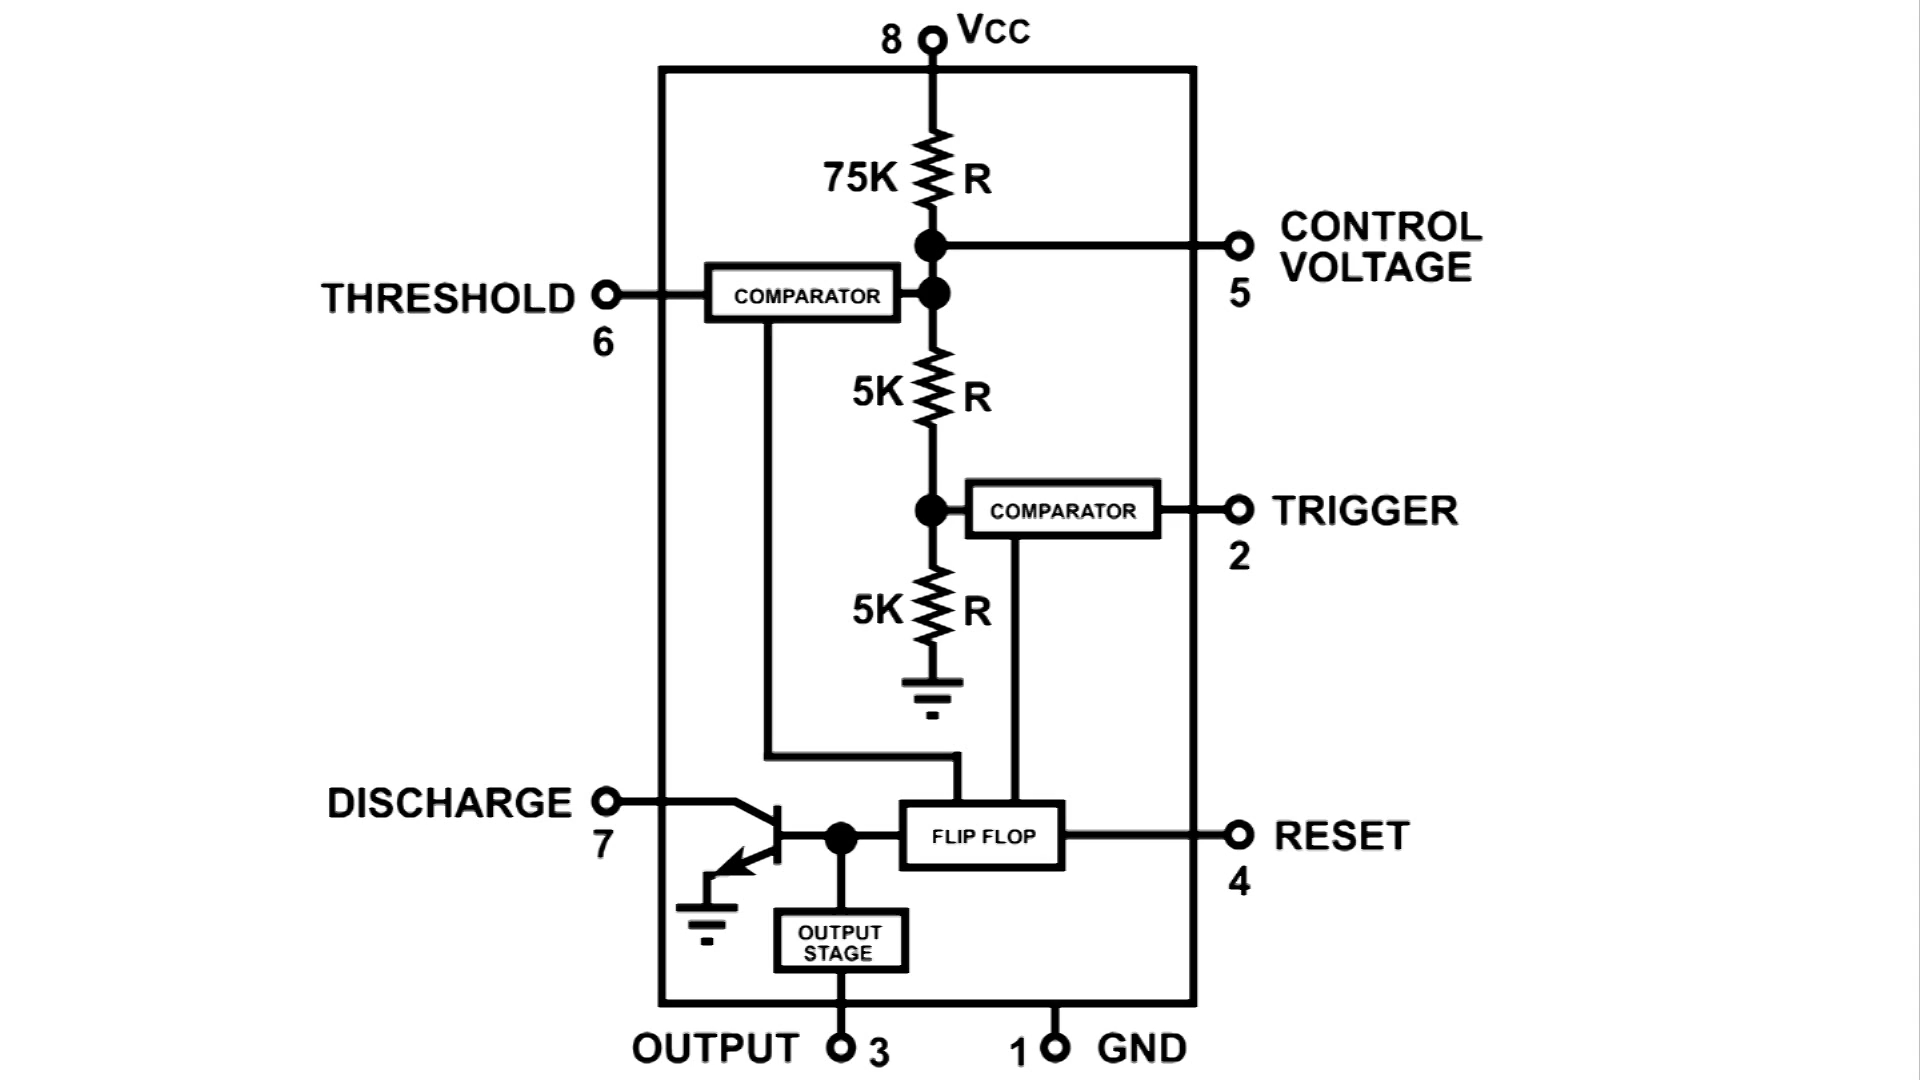 8 VCC
75K R
CONTROL
VOLTAGE
5
THRESHOLD
6
COMPARATOR
5K R
COMPARATOR
TRIGGER
2
5K R
DISCHARGE
7
FLIP FLOP
RESET
4
OUTPUT
STAGE
OUTPUT 3
1 GND